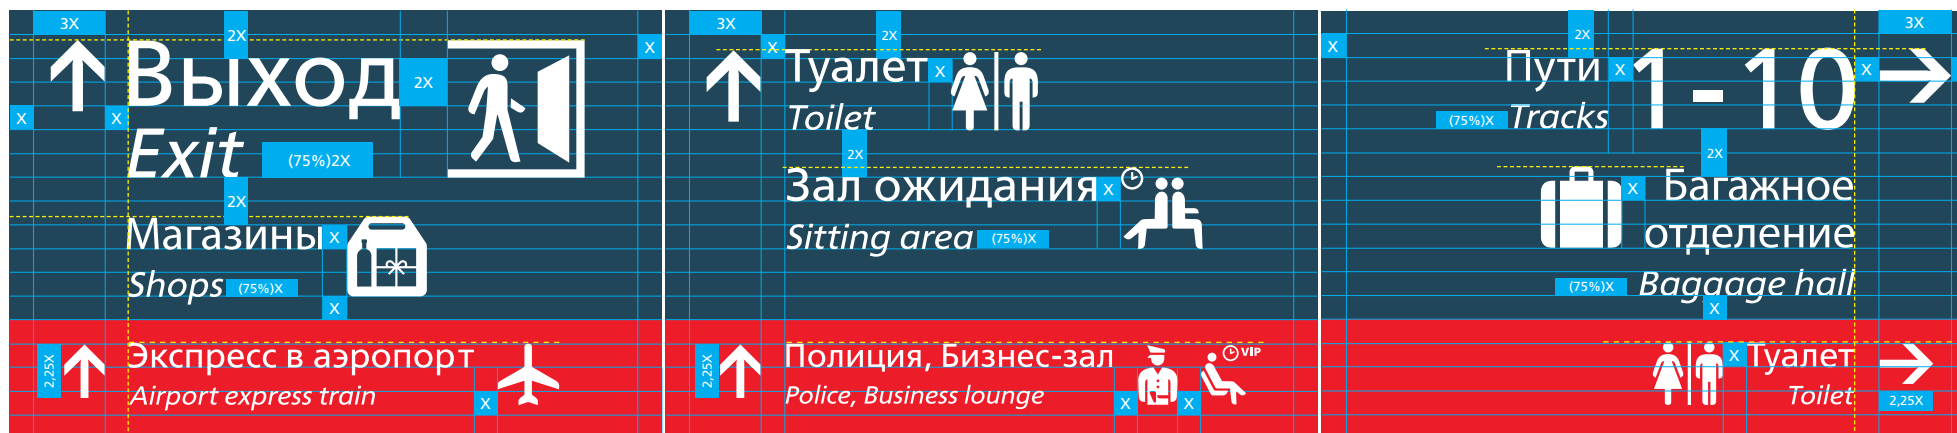 3X
2X
X
Выход
2X
X
X
Exit
(75%)2X
2X
Магазины
X
Shops
(75%)X
X
2,25X
Экспресс в аэропорт
Airport express train
X
3X
2X
X
Туалет
X
Toilet
2X
Зал ожидания
X
Sitting area
(75%)X
2,25X
Полиция, Бизнес-зал
VIP
Police, Business lounge
X
X
3X
2X
X
Пути
X
1-10
X
(75%)X
Tracks
2X
X
Багажное
отделение
(75%)X
Baggage hall
X
X
Туалет
Toilet
2,25X